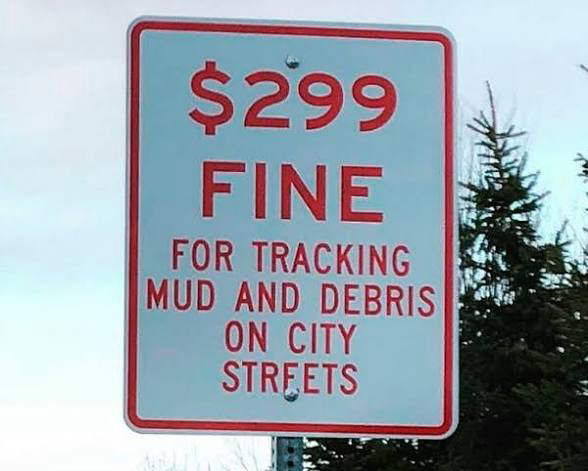 $299
FINE
FOR TRACKING
MUD AND DEBRIS
ON CITY
STREETS